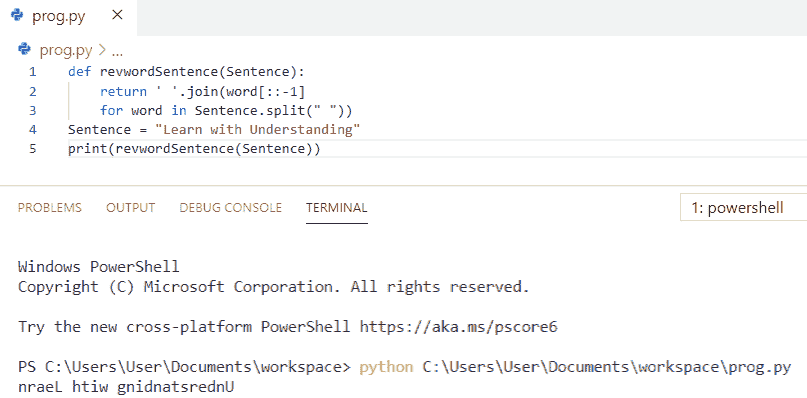 prog.py ×
prog.py > ...
1 def revwordSentence(Sentence):
2     return ' '.join(word[::-1]
3     for word in Sentence.split(" "))
4 Sentence = "Learn with Understanding"
5 print(revwordSentence(Sentence))
PROBLEMS OUTPUT DEBUG CONSOLE TERMINAL 1: powershell
Windows PowerShell
Copyright (C) Microsoft Corporation. All rights reserved.
Try the new cross-platform PowerShell https://aka.ms/pscore6
PS C:\Users\User\Documents\workspace> python C:\Users\User\Documents\workspace\prog.py
nraeL htiw gnidnatsrednU